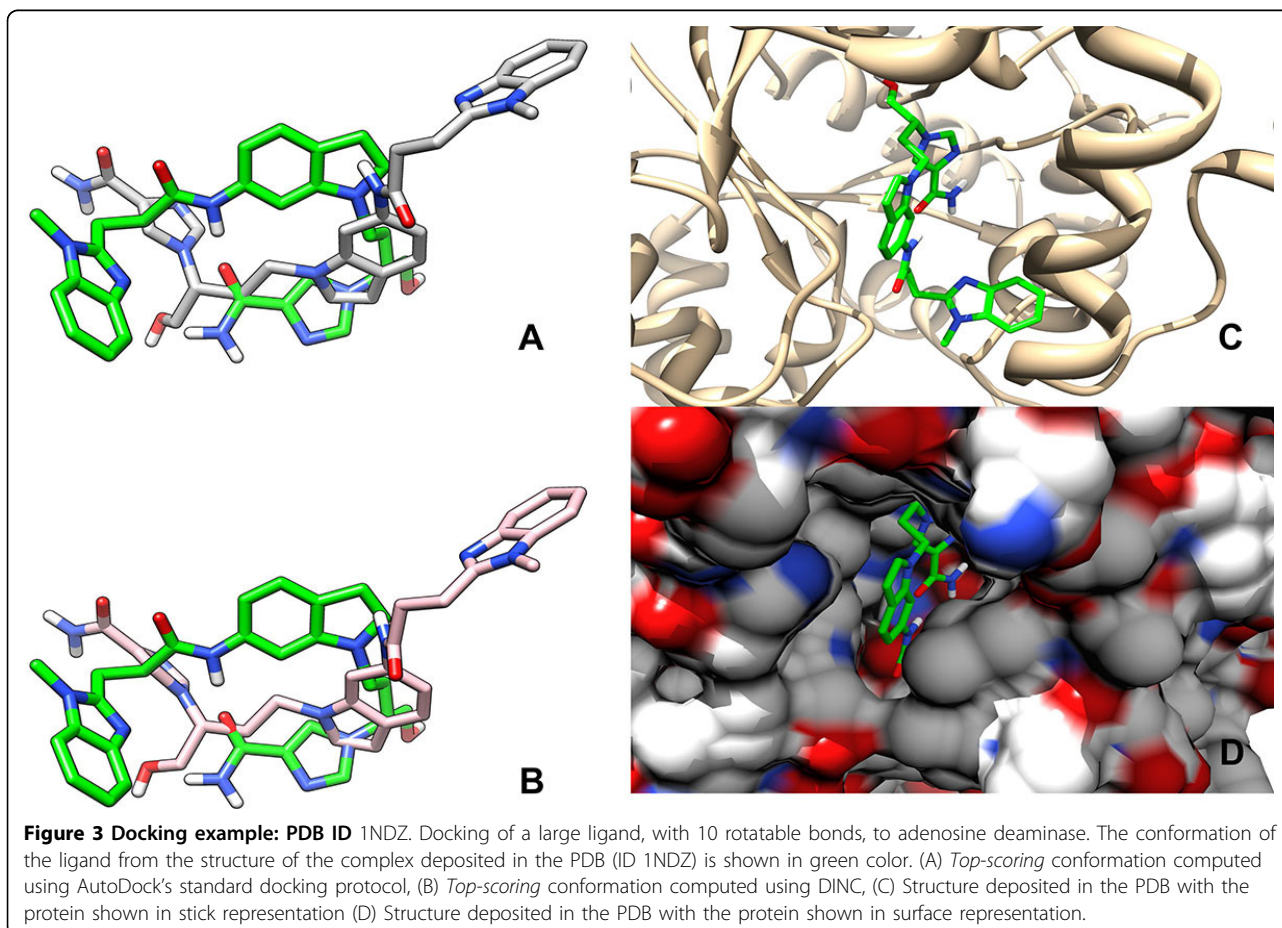 A
C
B
D
Figure 3 Docking example: PDB ID 1NDZ. Docking of a large ligand, with 10 rotatable bonds, to adenosine deaminase. The conformation of
the ligand from the structure of the complex deposited in the PDB (ID 1NDZ) is shown in green color. (A) Top-scoring conformation computed
using AutoDock's standard docking protocol, (B) Top-scoring conformation computed using DINC, (C) Structure deposited in the PDB with the
protein shown in stick representation (D) Structure deposited in the PDB with the protein shown in surface representation.